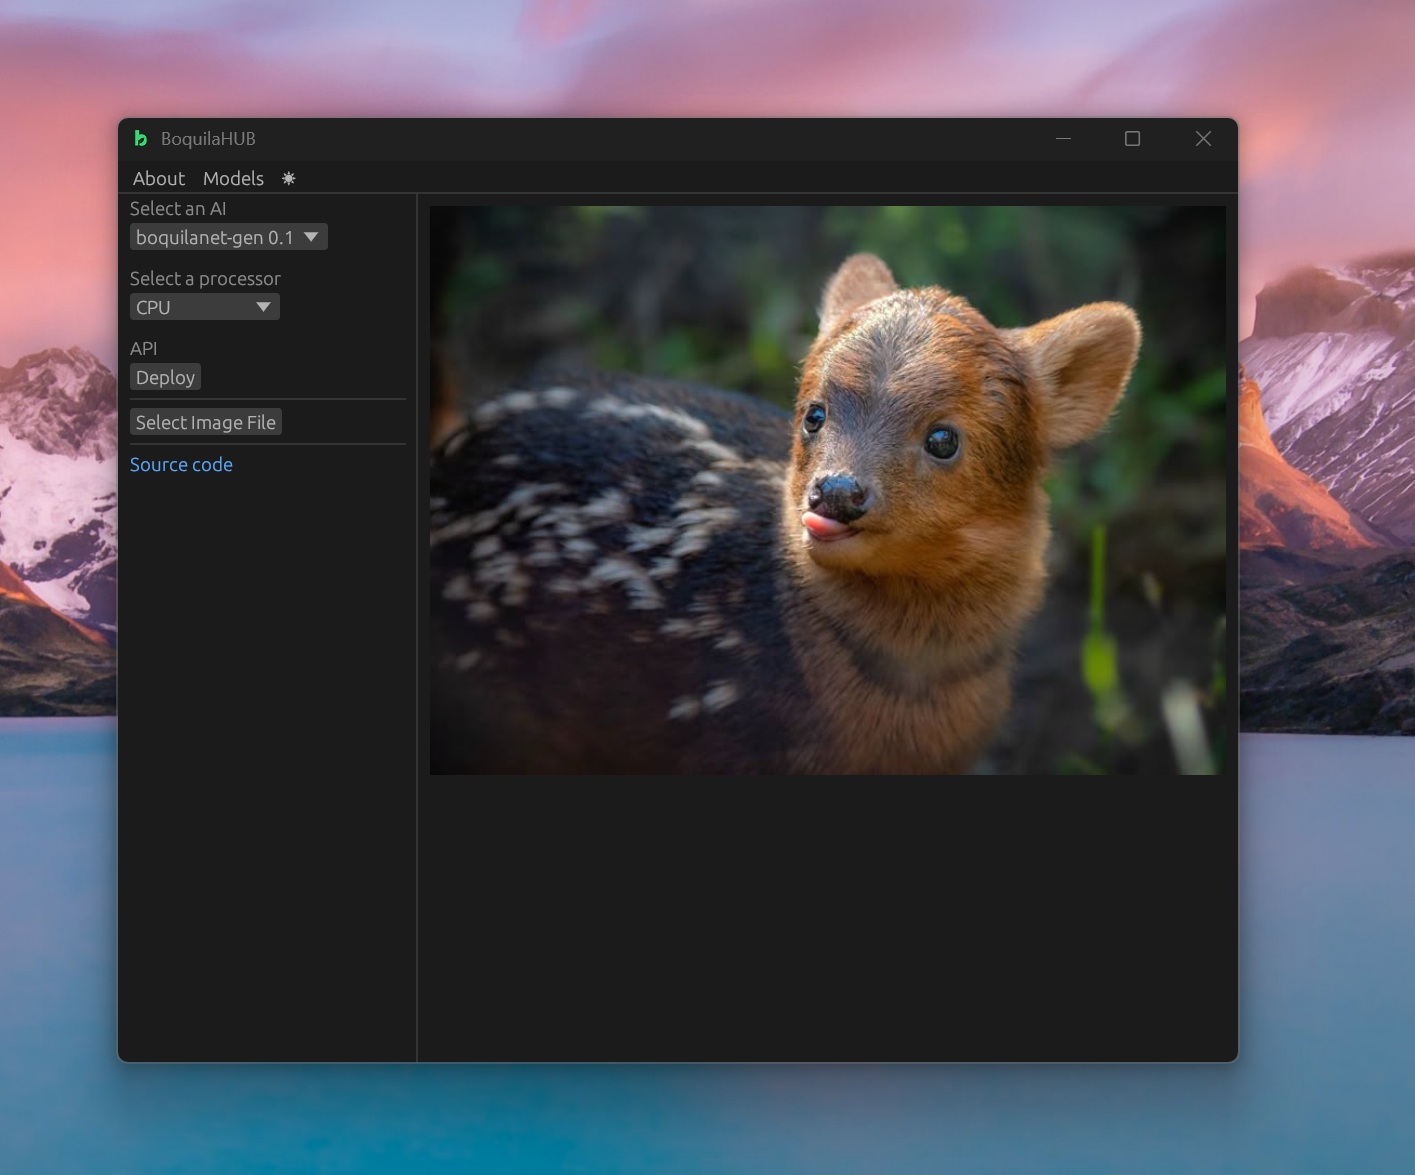 BoquilaHUB
About Models
Select an AI
boquilanet-gen 0.1
Select a processor
CPU
API
Deploy
Select Image File
Source code